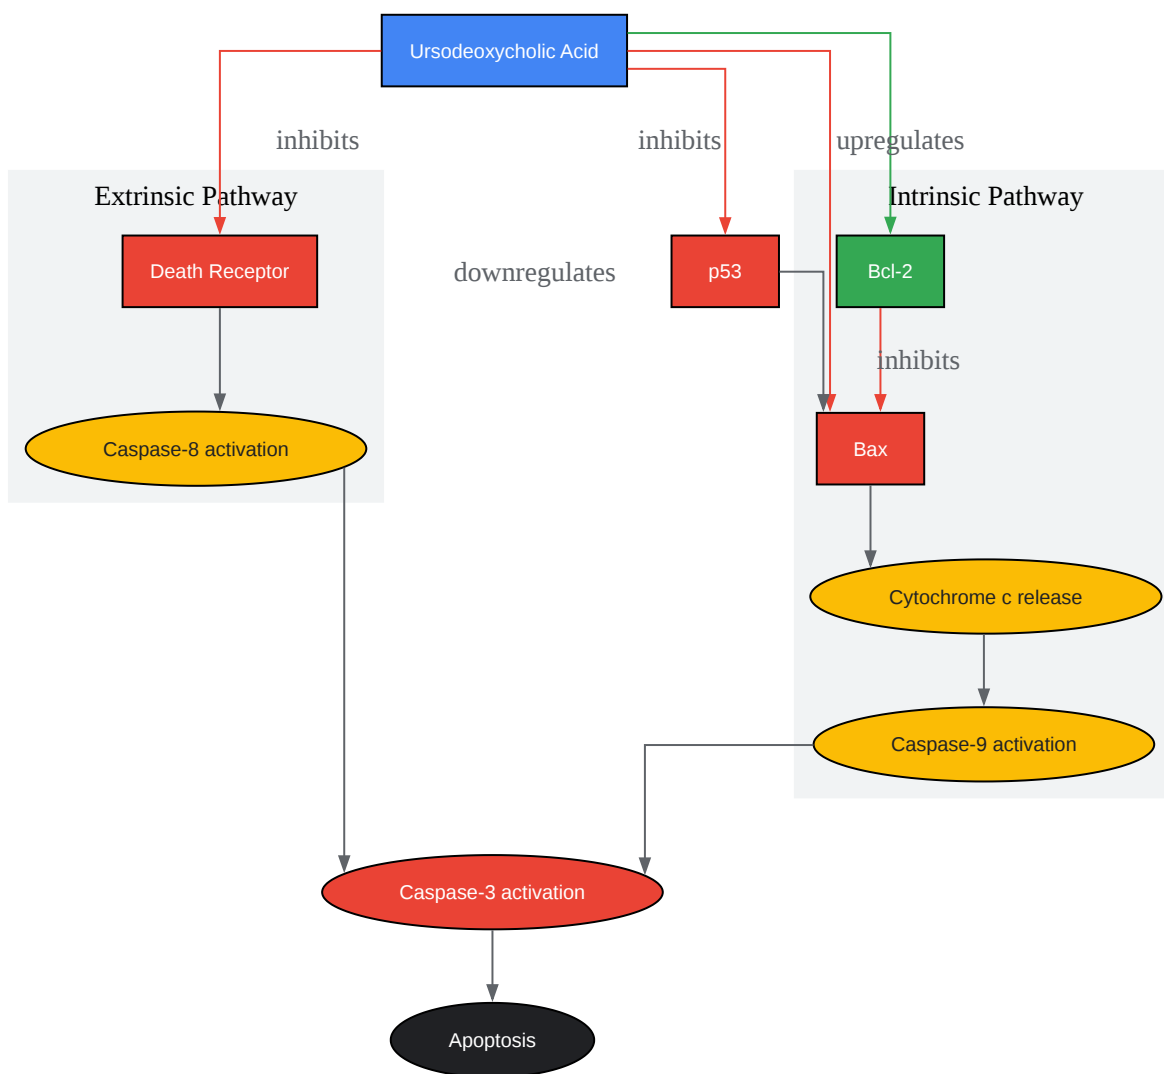 Ursodeoxycholic Acid
inhibits
inhibits
upregulates
Extrinsic Pathway
Intrinsic Pathway
Death Receptor
downregulates
p53
Bcl-2
inhibits
Caspase-8 activation
Bax
Cytochrome c release
Caspase-9 activation
Caspase-3 activation
Apoptosis